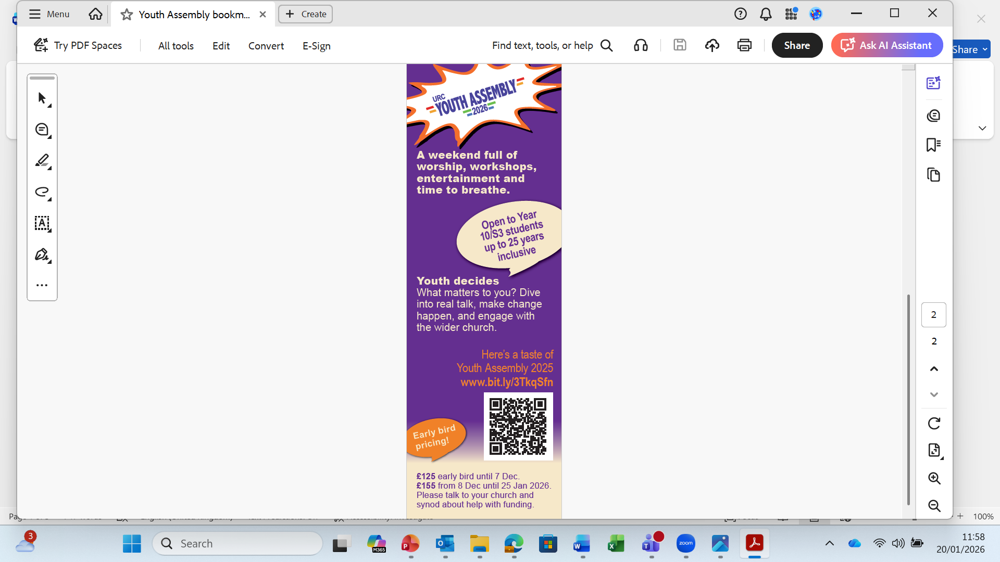 Menu
Youth Assembly bookm...
Create
Try PDF Spaces
All tools
Edit
Convert
E-Sign
Find text, tools, or help
Share
Ask AI Assistant
Share
URC
YOUTH ASSEMBLY
2026
A weekend full of
worship, workshops,
entertainment and
time to breathe.
Open to Year
10/S3 students
up to 25 years
inclusive
Youth decides
What matters to you? Dive
into real talk, make change
happen, and engage with
the wider church.
Here's a taste of
Youth Assembly 2025
www.bit.ly/3TkqSfn
Early bird
pricing!
£125 early bird until 7 Dec.
£155 from 8 Dec until 25 Jan 2026.
Please talk to your church and
synod about help with funding.
2
2
100%
3
Search
M365
zoom
11:58
20/01/2026